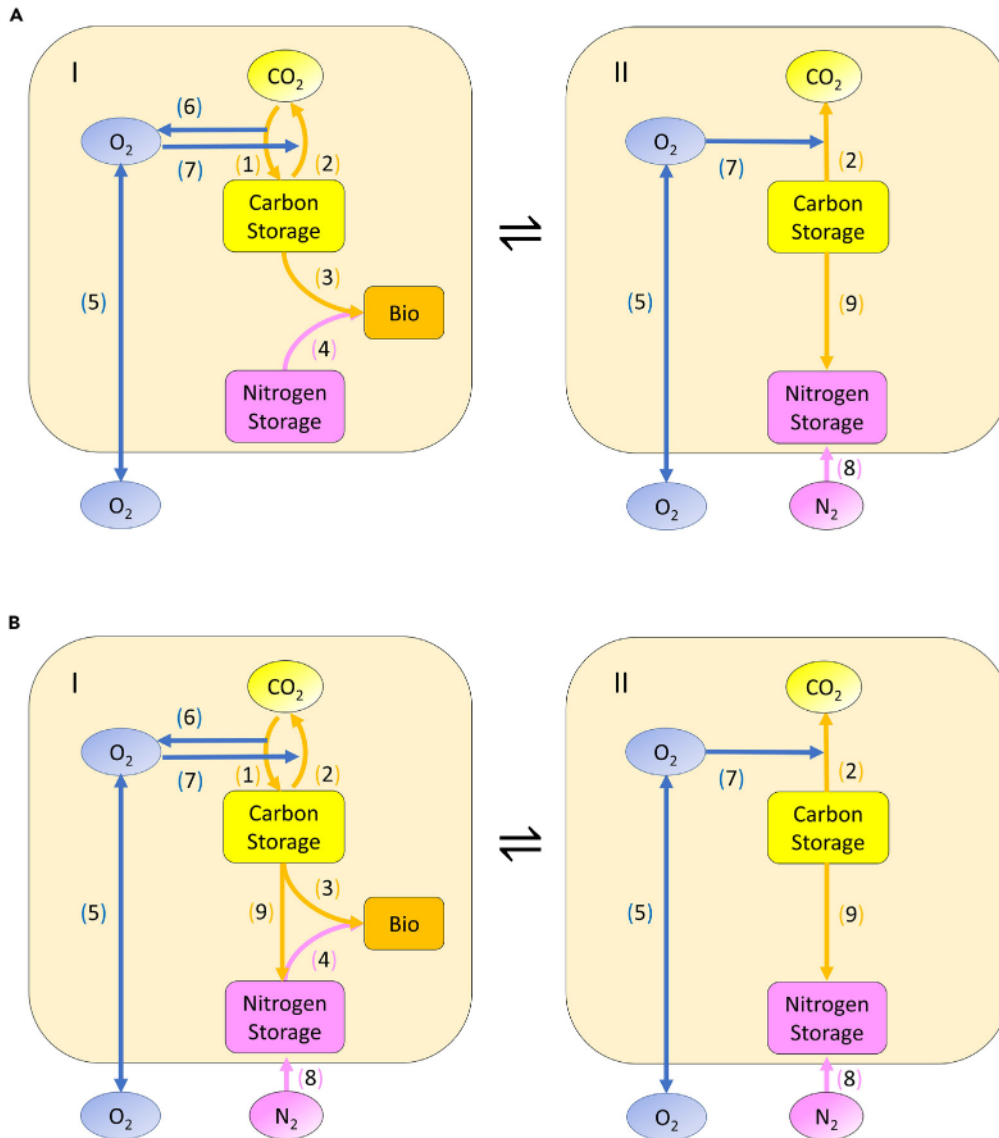 A
I
CO₂
(6)
O₂
(7)
(1)
(2)
Carbon
Storage
(3)
(5)
Bio
(4)
Nitrogen
Storage
O₂
⇌
II
CO₂
O₂
(7)
(2)
Carbon
Storage
(5)
(9)
Nitrogen
Storage
(8)
O₂
N₂
B
I
CO₂
(6)
O₂
(7)
(1)
(2)
Carbon
Storage
(3)
(5)
(9)
Bio
(4)
Nitrogen
Storage
(8)
O₂
N₂
⇌
II
CO₂
O₂
(7)
(2)
Carbon
Storage
(5)
(9)
Nitrogen
Storage
(8)
O₂
N₂